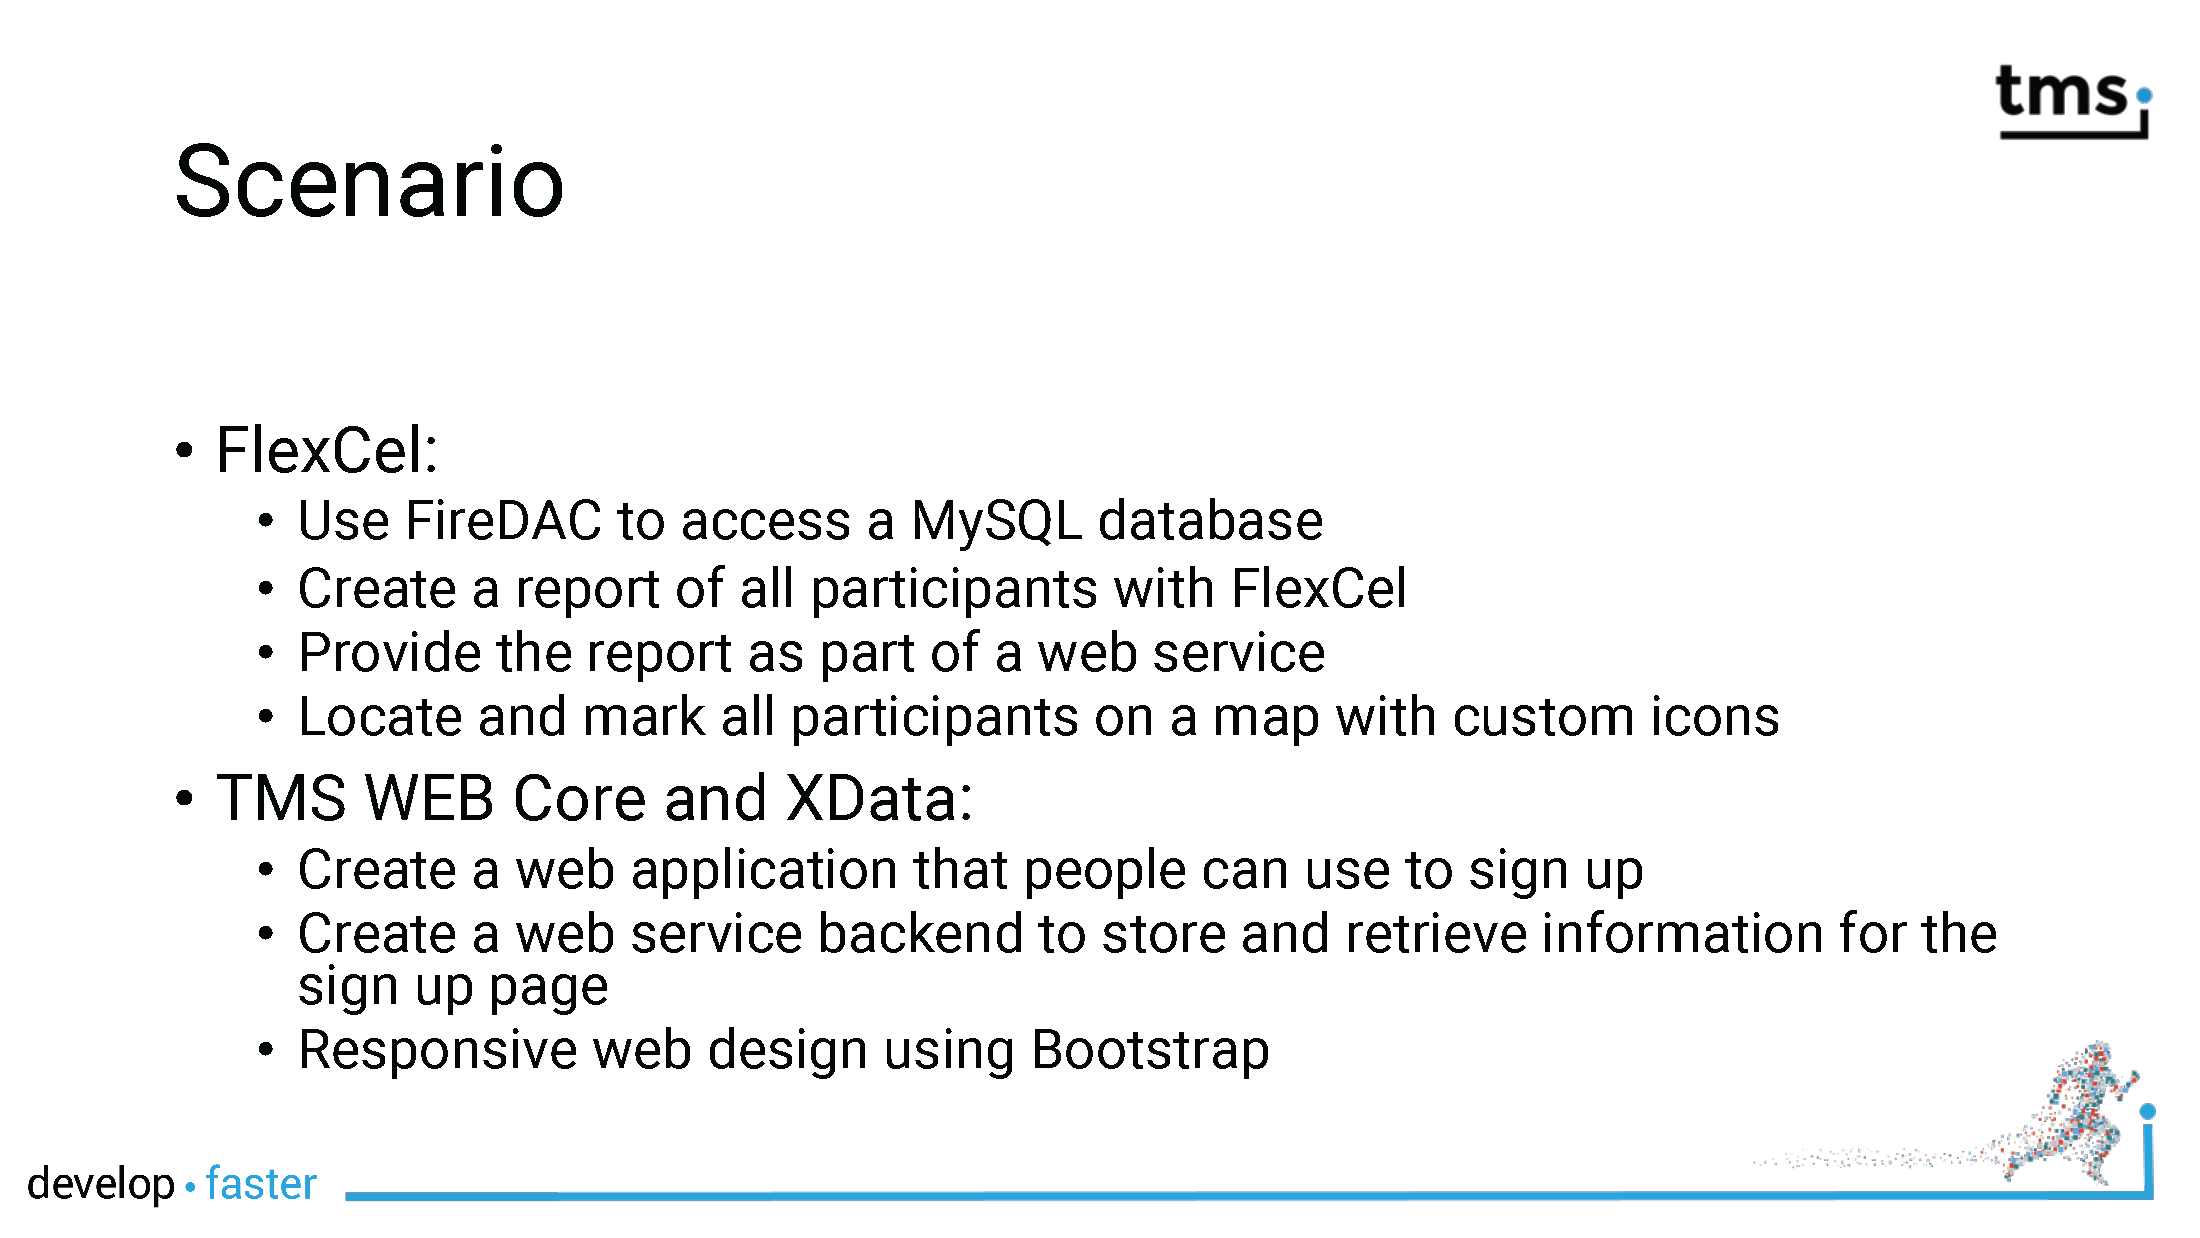 tms
Scenario
• FlexCel:
• Use FireDAC to access a MySQL database
• Create a report of all participants with FlexCel
• Provide the report as part of a web service
• Locate and mark all participants on a map with custom icons
• TMS WEB Core and XData:
• Create a web application that people can use to sign up
• Create a web service backend to store and retrieve information for the
sign up page
• Responsive web design using Bootstrap
develop • faster